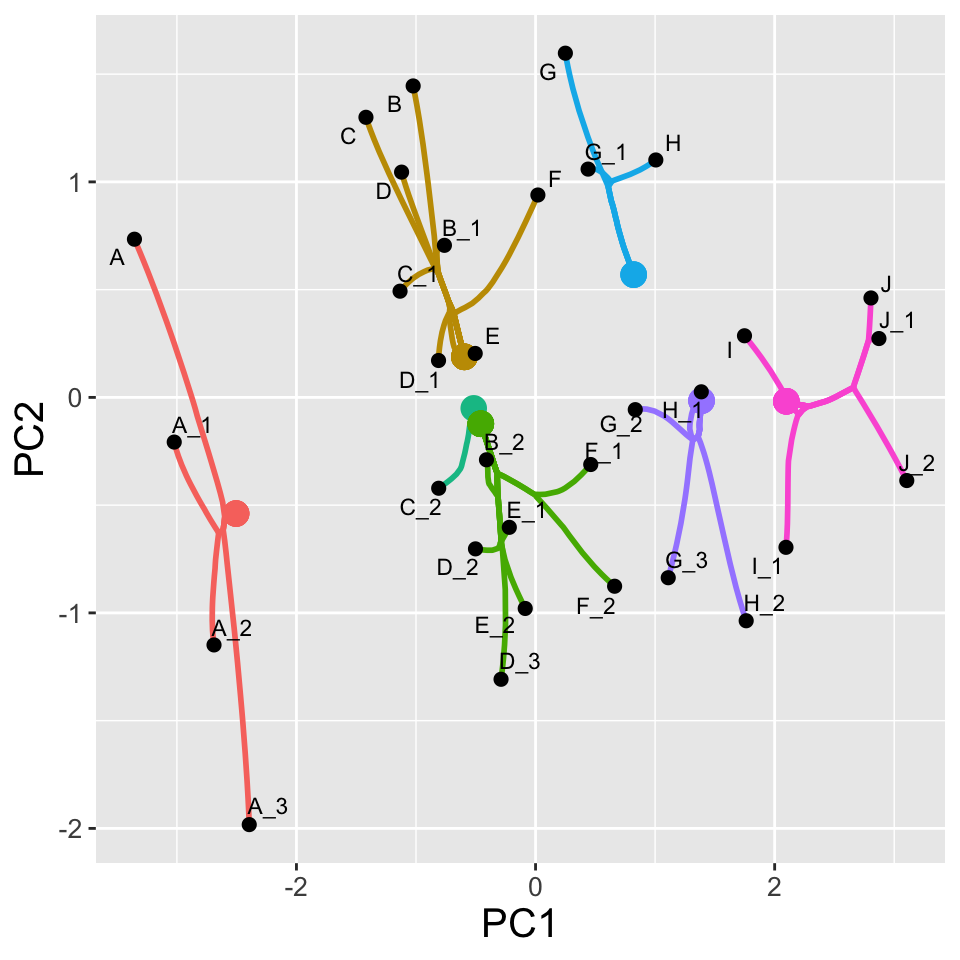 G
B
C
G_1
H
D
F
B_1
A
C_1
J
J_1
E
I
D_1
H_1
G_2
A_1
B_2
F_1
J_2
C_2
E_1
G_3
D_2
I_1
H_2
F_2
E_2
A_2
D_3
A_3
1
0
-1
-2
PC2
-2
0
2
PC1